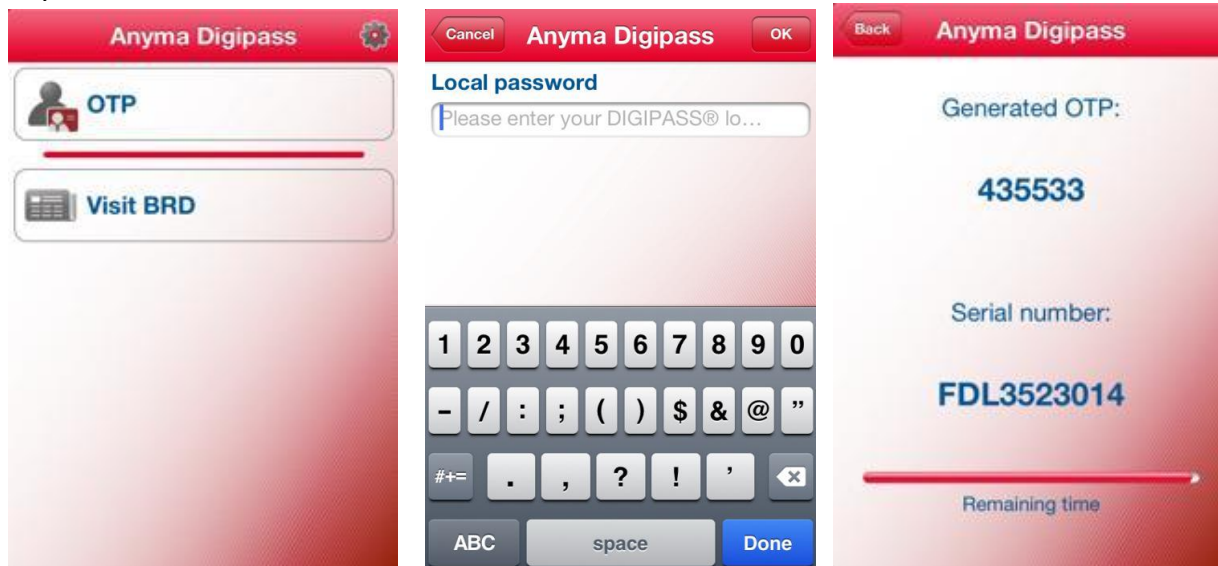 Anyma Digipass
OTP
Visit BRD
Cancel
Anyma Digipass
OK
Local password
Please enter your DIGIPASS® lo…
1 2 3 4 5 6 7 8 9 0
- / : ; ( ) $ & @ ”
#+= . , ? ! ’
ABC space Done
Back
Anyma Digipass
Generated OTP:
435533
Serial number:
FDL3523014
Remaining time